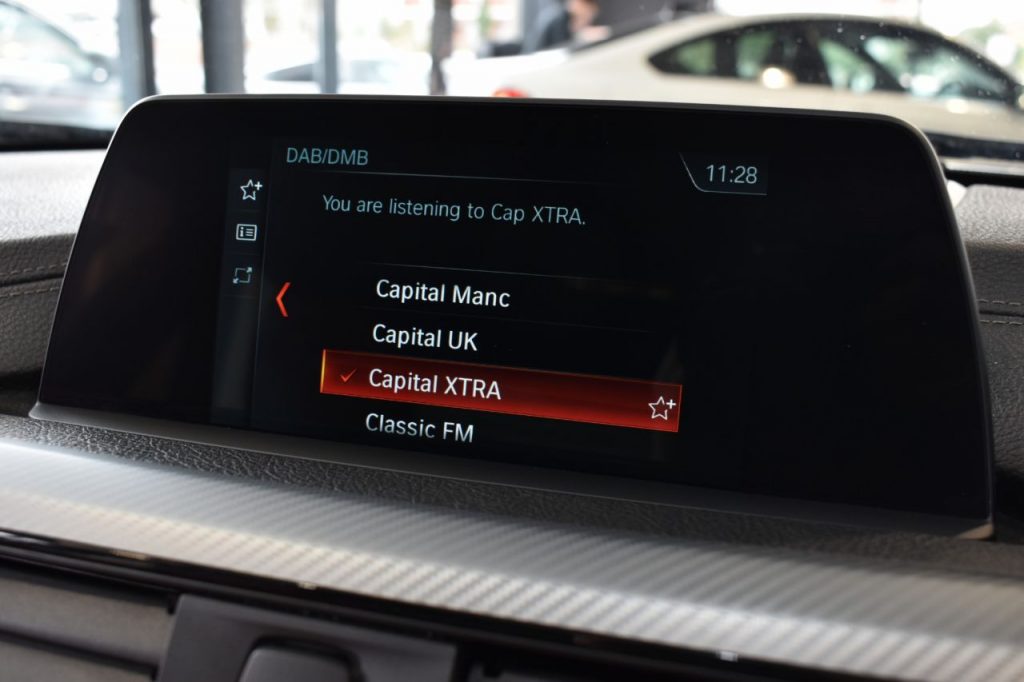 DAB/DMB
11:28
You are listening to Cap XTRA.
Capital Manc
Capital UK
Capital XTRA
Classic FM